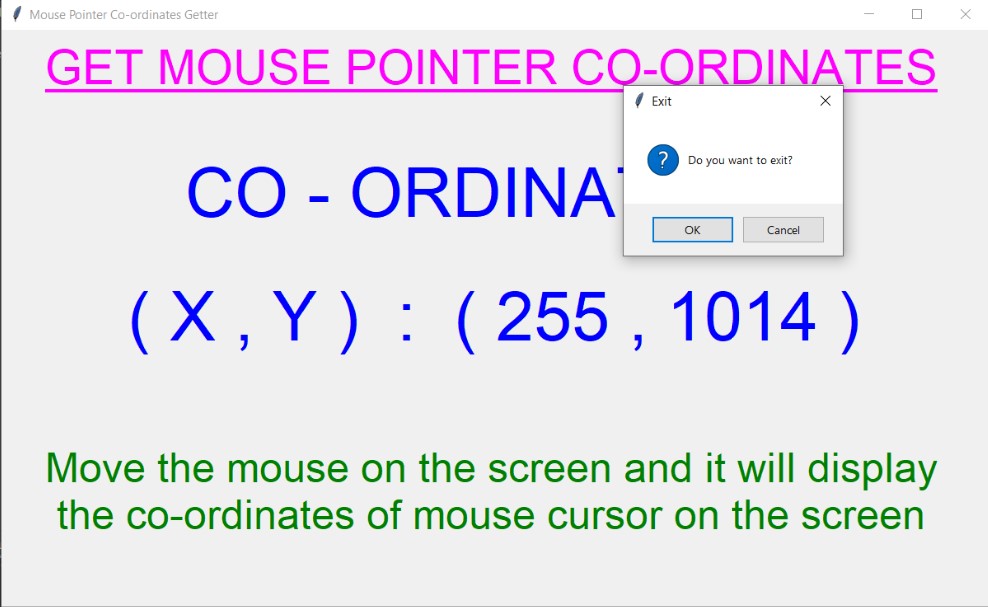 Mouse Pointer Co-ordinates Getter
GET MOUSE POINTER CO-ORDINATES
Exit
Do you want to exit?
OK Cancel
CO - ORDINA
( X , Y ) : ( 255 , 1014 )
Move the mouse on the screen and it will display
the co-ordinates of mouse cursor on the screen